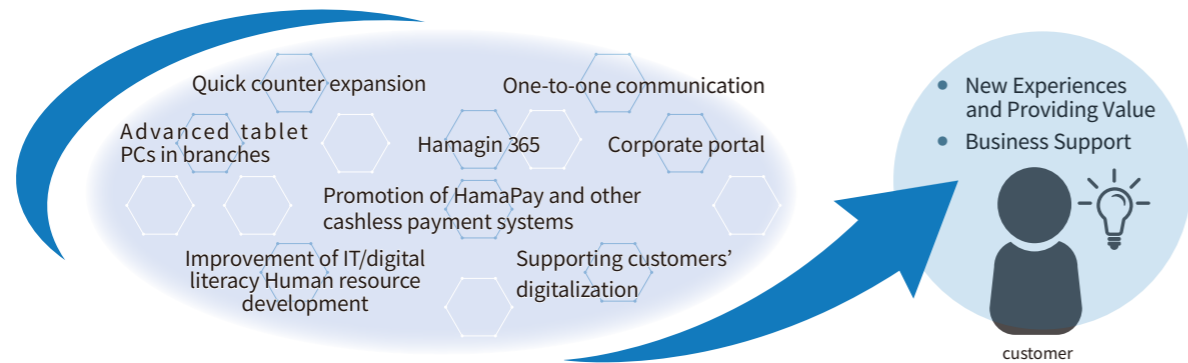 Quick counter expansion
One-to-one communication
Advanced tablet
PCs in branches
Hamagin 365
Corporate portal
Promotion of HamaPay and other
cashless payment systems
Improvement of IT/digital
literacy Human resource
development
Supporting customers’
digitalization
• New Experiences
and Providing Value
• Business Support
customer